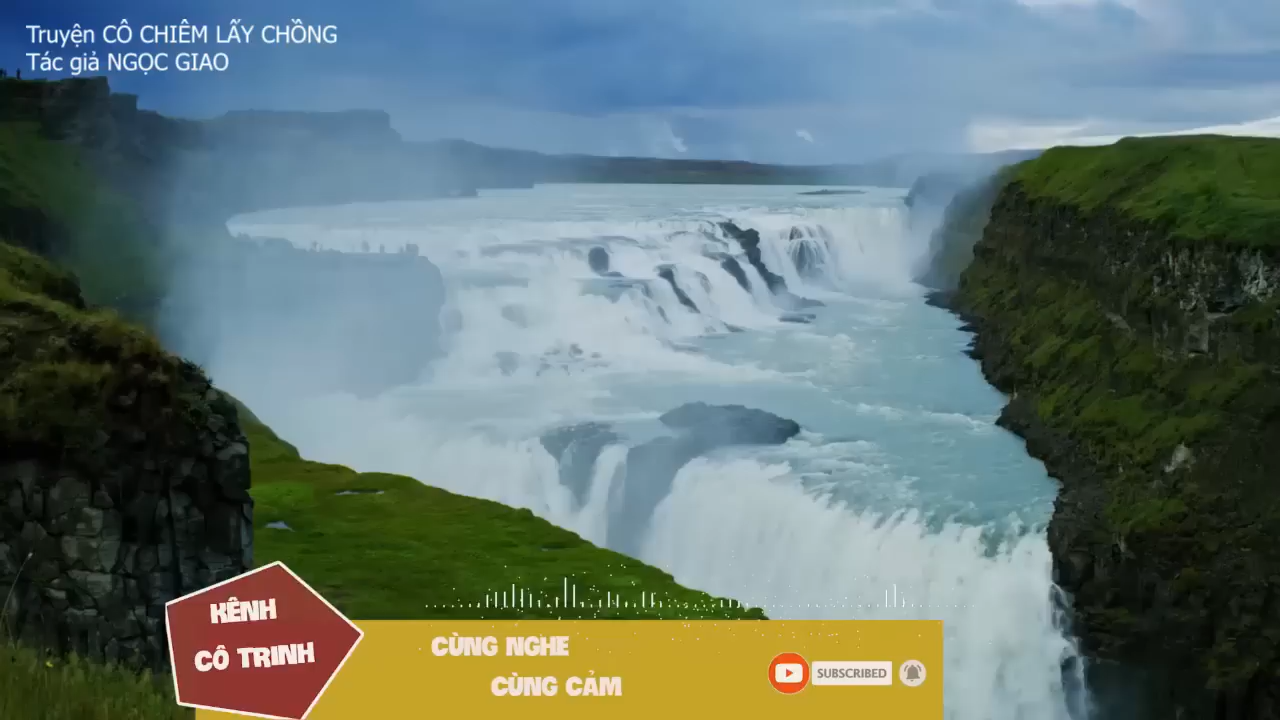 Truyện CÔ CHIÊM LẤY CHỒNG
Tác giả NGỌC GIAO
KÊNH
CÔ TRINH
CÙNG NGHE
CÙNG CẢM
SUBSCRIBED